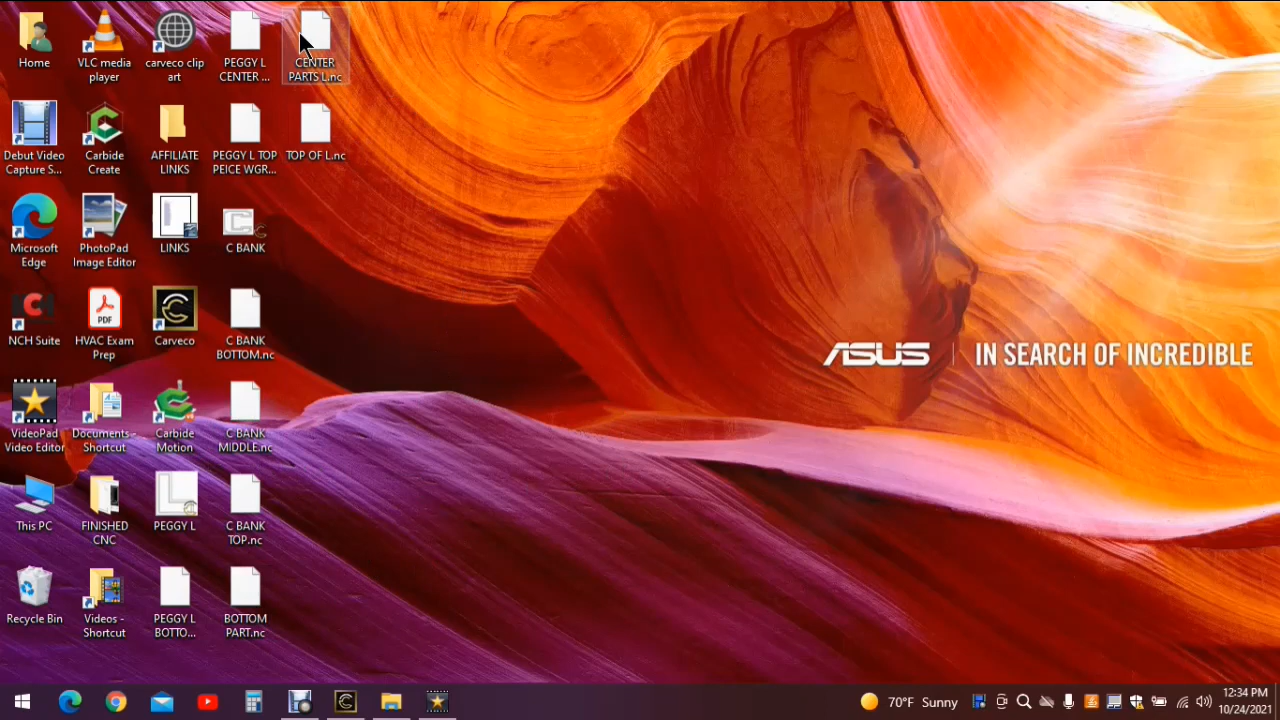 Home
VLC media
player
carveco clip
art
PEGGY L
CENTER ...
CENTER
PARTS L.nc
Debut Video
Capture S...
Carbide
Create
AFFILIATE
LINKS
PEGGY L TOP
PEICE WGR...
TOP OF L.nc
Microsoft
Edge
PhotoPad
Image Editor
LINKS
C BANK
NCH Suite
PDF
HVAC Exam
Prep
Carveco
C BANK
BOTTOM.nc
ASUS
IN SEARCH OF INCREDIBLE
VideoPad
Video Editor
Documents -
Shortcut
Carbide
Motion
C BANK
MIDDLE.nc
This PC
FINISHED
CNC
PEGGY L
C BANK
TOP.nc
Recycle Bin
Videos -
Shortcut
PEGGY L
BOTTO...
BOTTOM
PART.nc
70°F Sunny
12:34 PM
10/24/2021